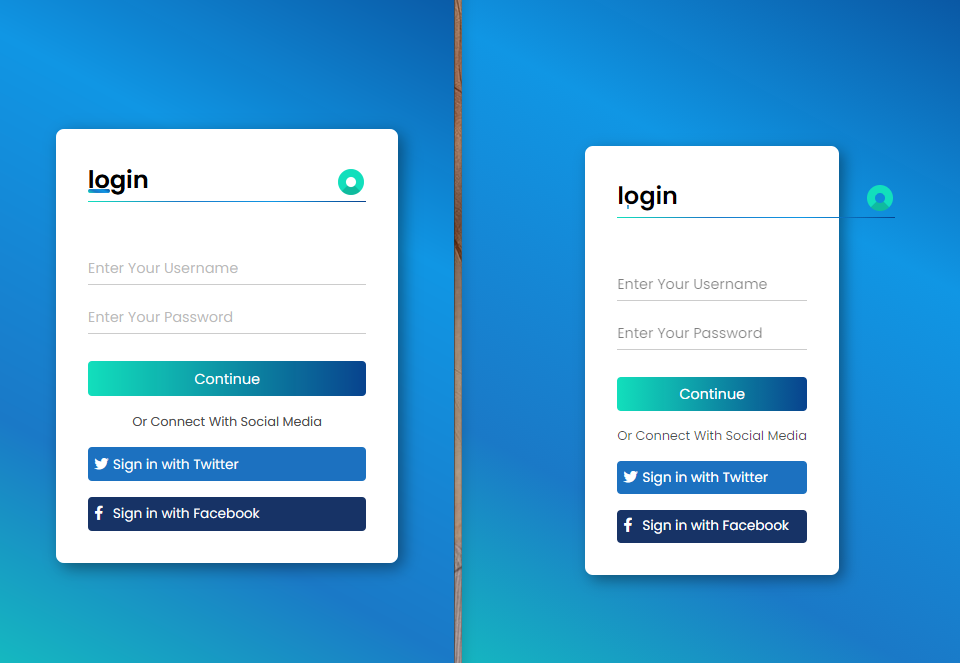 login
Enter Your Username
Enter Your Password
Continue
Or Connect With Social Media
Sign in with Twitter
Sign in with Facebook
login
Enter Your Username
Enter Your Password
Continue
Or Connect With Social Media
Sign in with Twitter
Sign in with Facebook